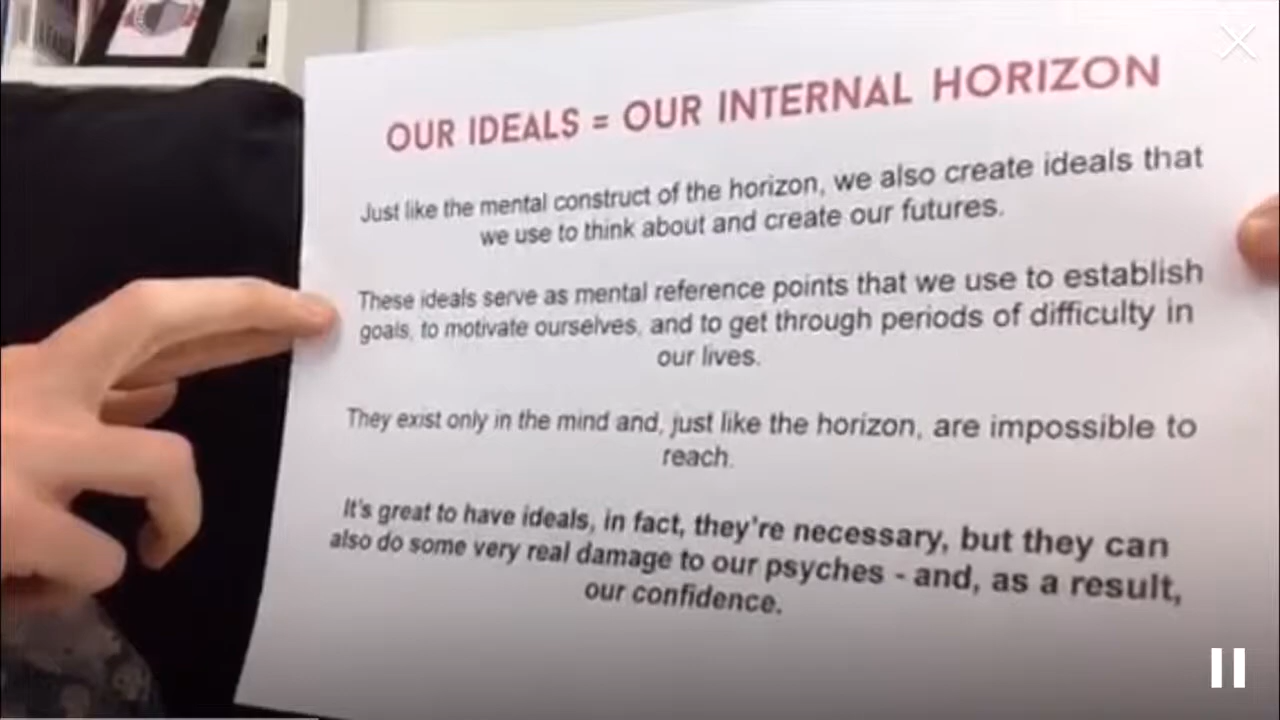 OUR IDEALS = OUR INTERNAL HORIZON
Just like the mental construct of the horizon, we also create ideals that
we use to think about and create our futures.
These ideals serve as mental reference points that we use to establish
goals, to motivate ourselves, and to get through periods of difficulty in
our lives.
They exist only in the mind and, just like the horizon, are impossible to
reach.
It's great to have ideals, in fact, they're necessary, but they can
also do some very real damage to our psyches - and, as a result,
our confidence.